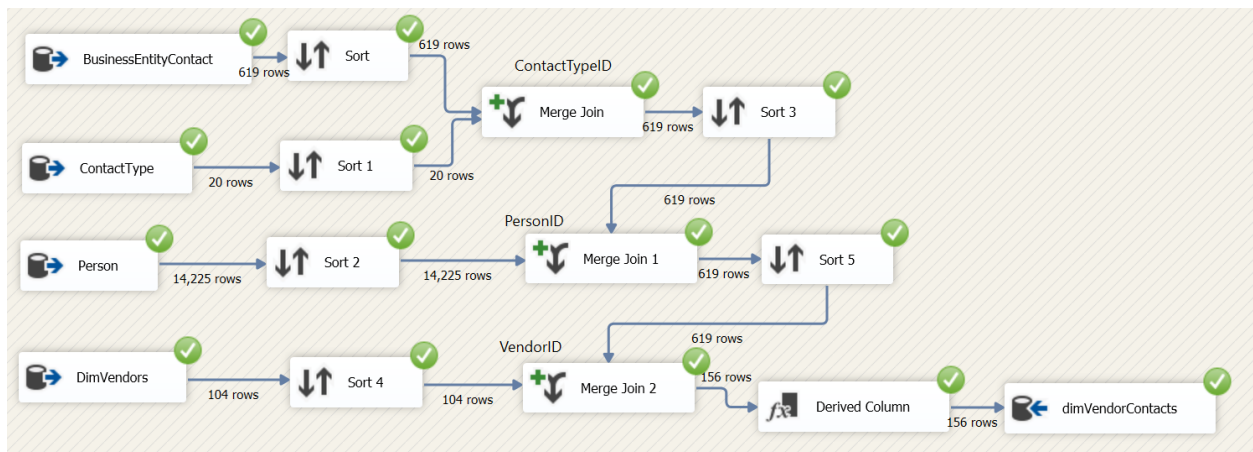 BusinessEntityContact
619 rows
Sort
619 rows
ContactTypeID
Merge Join
619 rows
Sort 3
ContactType
20 rows
Sort 1
20 rows
619 rows
PersonID
Person
14,225 rows
Sort 2
14,225 rows
Merge Join 1
619 rows
Sort 5
619 rows
VendorID
DimVendors
104 rows
Sort 4
104 rows
Merge Join 2
156 rows
fx
Derived Column
156 rows
dimVendorContacts